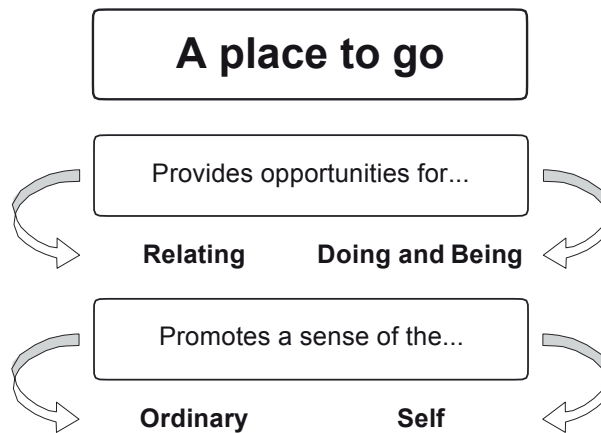 A place to go
Provides opportunities for...
Relating Doing and Being
Promotes a sense of the...
Ordinary Self